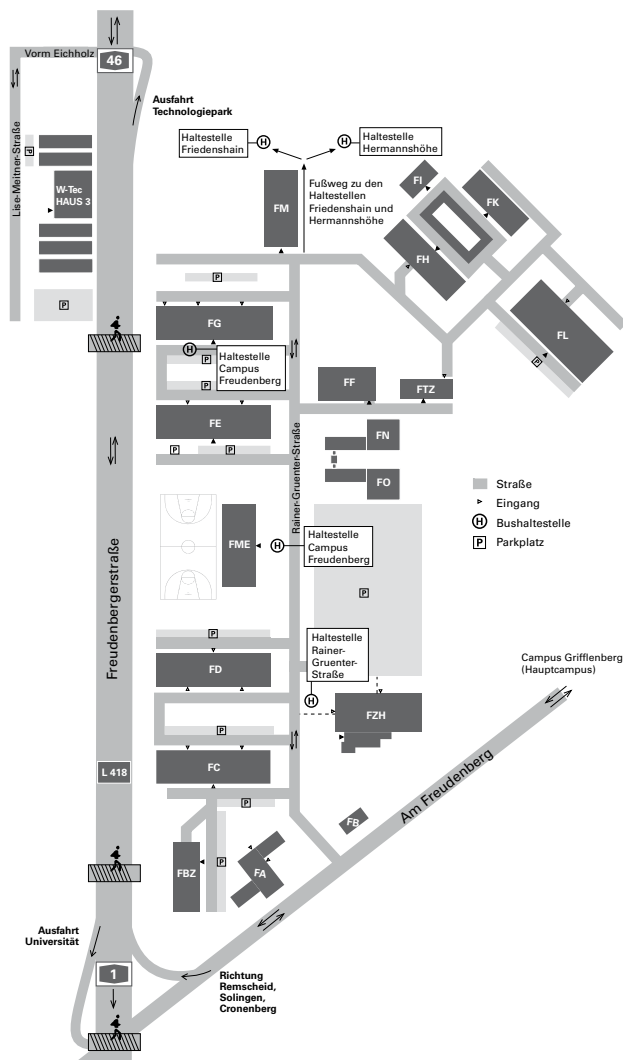 Vorm Eichholz
46
Ausfahrt
Technologiepark
Lise-Meitner-Straße
P
W-Tec
HAUS 3
P
Haltestelle
Friedenshain
H
H
Haltestelle
Hermannshöhe
Fußweg zu den
Haltestellen
Friedenshain und
Hermannshöhe
FM
FI
FK
FH
FL
P
P
FG
H
P
Haltestelle
Campus
Freudenberg
P
FF
FTZ
FE
P
P
Rainer-Gruenter-Straße
FN
FO
Straße
Eingang
H
Bushaltestelle
P
Parkplatz
Freudenbergerstraße
FME
H
Haltestelle
Campus
Freudenberg
P
P
FD
Haltestelle
Rainer-
Gruenter-
Straße
H
Campus Grifflenberg
(Hauptcampus)
FZH
P
FC
L 418
P
Am Freudenberg
FB
FBZ
P
FA
Ausfahrt
Universität
1
Richtung
Remscheid,
Solingen,
Cronenberg